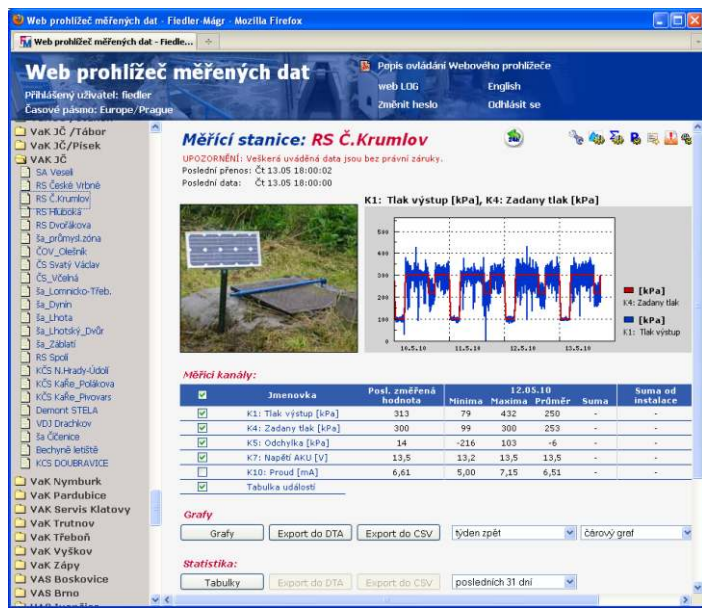 Web prohlížeč měřených dat - Fiedler-Mágr - Mozilla Firefox
Web prohlížeč měřených dat - Fiedle...
Web prohlížeč měřených dat
Přihlášený uživatel: fiedler
Časové pásmo: Europe/Prague
Popis ovládání Webového prohlížeče
web LOG
English
Změnit heslo
Odhlásit se
VaK JČ /Tábor
VaK JČ/Písek
VAK JČ
SA Veselí
RS České Vrbné
RS Č.Krumlov
RS Hluboká
RS Dvořákova
ša_průmysl.zóna
ČOV_Olešník
ČS Svatý Václav
ČS_Včelná
ša_Lomnicko-Třeb.
ša_Dynín
ša_Lhota
ša_Lhotský_Dvůr
ša_Záblatí
RS Spolí
KČS N.Hrady-Údolí
KČS Kaře_Polákova
KČS Kaře_Pivovars
Demont STELA
VDJ Drachkov
ša Čičenice
Bechyně letiště
KCS DOUBRAVICE
VaK Nymburk
VaK Pardubice
VAK Servis Klatovy
VaK Trutnov
VaK Třeboň
VaK Vyškov
VaK Zápy
VAS Boskovice
VAS Brno
Měřící stanice: RS Č.Krumlov
UPOZORNĚNÍ: Veškerá uváděná data jsou bez právní záruky.
Poslední přenos: Čt 13.05 18:00:02
Poslední data: Čt 13.05 18:00:00
K1: Tlak výstup [kPa], K4: Zadany tlak [kPa]
500
400
300
200
100
0
10.5.10 11.5.10 12.5.10 13.5.10
[kPa]
K4: Zadany tlak
[kPa]
K1: Tlak výstup
Měřící kanály:
Jmenovka Posl. změřená hodnota 12.05.10 Suma od instalace
Minima Maxima Průměr Suma
K1: Tlak výstup [kPa] 313 79 432 250 - -
K4: Zadany tlak [kPa] 300 99 300 253 - -
K5: Odchylka [kPa] 14 -216 103 -6 - -
K7: Napětí AKU [V] 13,5 13,2 13,5 13,5 - -
K10: Proud [mA] 6,61 5,00 7,15 6,51 - -
Tabulka událostí
Grafy
Grafy Export do DTA Export do CSV týden zpět čárový graf
Statistika:
Tabulky Export do DTA Export do CSV posledních 31 dní